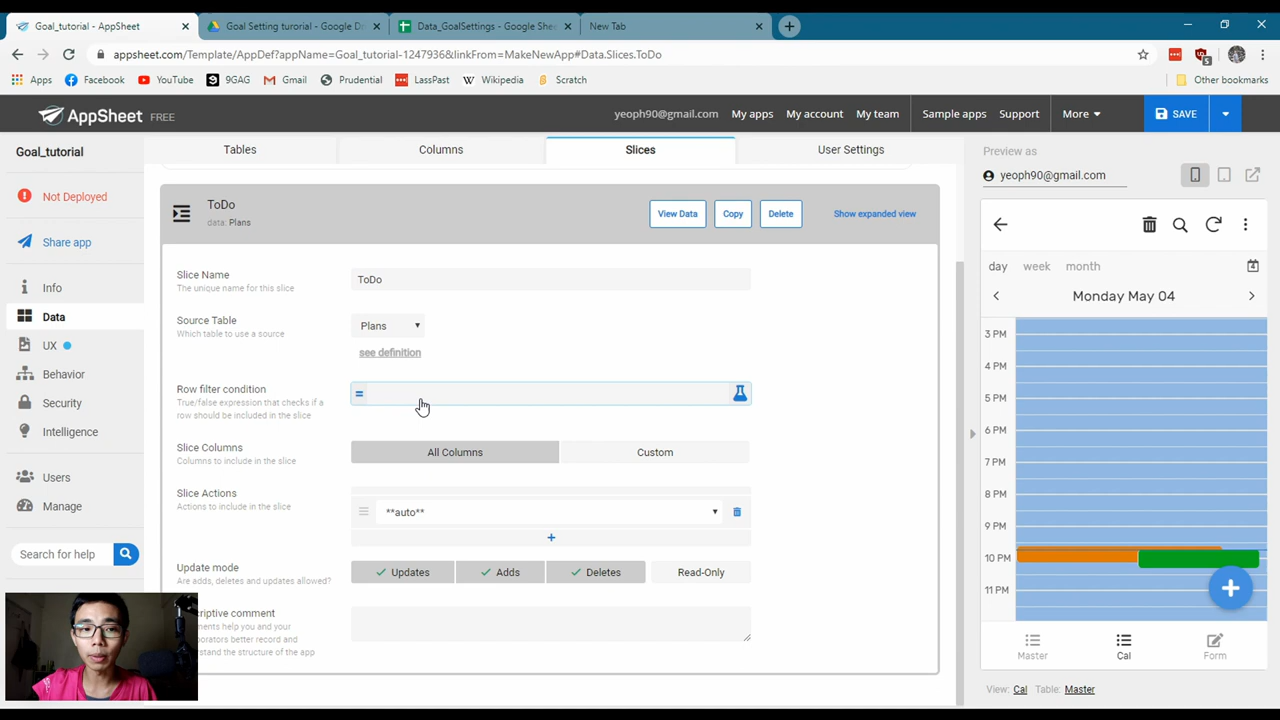 Goal_tutorial - AppSheet
Goal Setting turorial - Google Dri
Data_GoalSettings - Google Shee
New Tab
appsheet.com/Template/AppDef?appName=Goal_tutorial-1247936&linkFrom=MakeNewApp#Data.Slices.ToDo
Apps
Facebook
YouTube
9GAG
Gmail
Prudential
LassPast
Wikipedia
Scratch
Other bookmarks
AppSheet FREE
yeoph90@gmail.com
My apps
My account
My team
Sample apps
Support
More
SAVE
Goal_tutorial
Tables
Columns
Slices
User Settings
Not Deployed
Share app
Info
Data
UX
Behavior
Security
Intelligence
Users
Manage
Search for help
ToDo
data: Plans
View Data
Copy
Delete
Show expanded view
Slice Name
The unique name for this slice
ToDo
Source Table
Which table to use a source
Plans
see definition
Row filter condition
True/false expression that checks if a
row should be included in the slice
=
Slice Columns
Columns to include in the slice
All Columns
Custom
Slice Actions
Actions to include in the slice
**auto**
+
Update mode
Are adds, deletes and updates allowed?
Updates
Adds
Deletes
Read-Only
criptive comment
ments help you and your
borators better record and
rstand the structure of the app
Preview as
yeoph90@gmail.com
day
week
month
Monday May 04
3 PM
4 PM
5 PM
6 PM
7 PM
8 PM
9 PM
10 PM
11 PM
Master
Cal
Form
View: Cal Table: Master